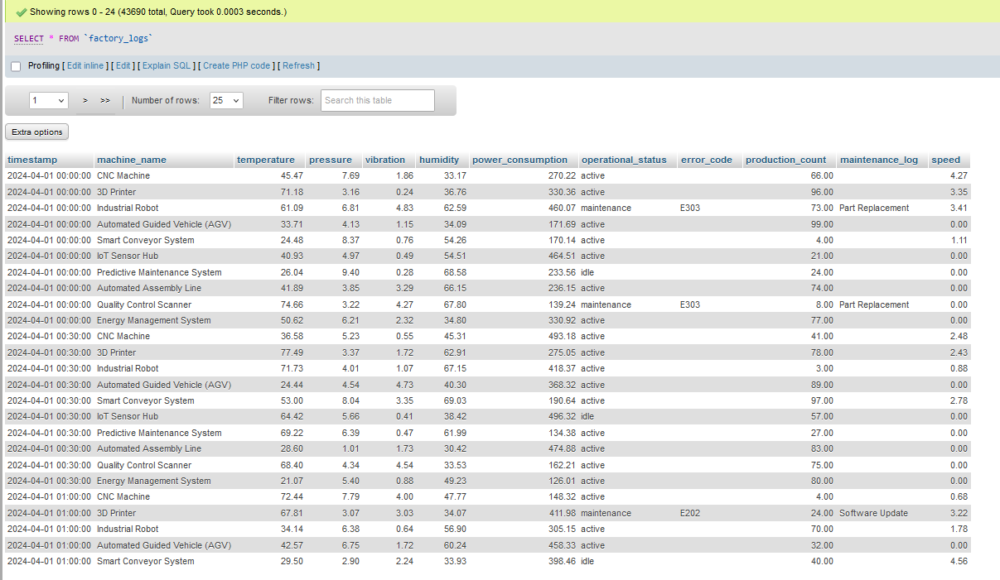 Showing rows 0 - 24 (43690 total, Query took 0.0003 seconds.)
SELECT * FROM `factory_logs`
Profiling [ Edit inline ] [ Edit ] [ Explain SQL ] [ Create PHP code ] [ Refresh ]
1 > >> | Number of rows: 25 Filter rows: Search this table
Extra options
timestamp machine_name temperature pressure vibration humidity power_consumption operational_status error_code production_count maintenance_log speed
2024-04-01 00:00:00 CNC Machine 45.47 7.69 1.86 33.17 270.22 active 66.00 4.27
2024-04-01 00:00:00 3D Printer 71.18 3.16 0.24 36.76 330.36 active 96.00 3.35
2024-04-01 00:00:00 Industrial Robot 61.09 6.81 4.83 62.59 460.07 maintenance E303 73.00 Part Replacement 3.41
2024-04-01 00:00:00 Automated Guided Vehicle (AGV) 33.71 4.13 1.15 34.09 171.69 active 99.00 0.00
2024-04-01 00:00:00 Smart Conveyor System 24.48 8.37 0.76 54.26 170.14 active 4.00 1.11
2024-04-01 00:00:00 IoT Sensor Hub 40.93 4.97 0.49 54.51 464.51 active 21.00 0.00
2024-04-01 00:00:00 Predictive Maintenance System 26.04 9.40 0.28 68.58 233.56 idle 24.00 0.00
2024-04-01 00:00:00 Automated Assembly Line 41.89 3.85 3.29 66.15 236.15 active 74.00 0.00
2024-04-01 00:00:00 Quality Control Scanner 74.66 3.22 4.27 67.80 139.24 maintenance E303 8.00 Part Replacement 0.00
2024-04-01 00:00:00 Energy Management System 50.62 6.21 2.32 34.80 330.92 active 77.00 0.00
2024-04-01 00:30:00 CNC Machine 36.58 5.23 0.55 45.31 493.18 active 41.00 2.48
2024-04-01 00:30:00 3D Printer 77.49 3.37 1.72 62.91 275.05 active 78.00 2.43
2024-04-01 00:30:00 Industrial Robot 71.73 4.01 1.07 67.15 418.37 active 3.00 0.88
2024-04-01 00:30:00 Automated Guided Vehicle (AGV) 24.44 4.54 4.73 40.30 368.32 active 89.00 0.00
2024-04-01 00:30:00 Smart Conveyor System 53.00 8.04 3.35 69.03 190.64 active 97.00 2.78
2024-04-01 00:30:00 IoT Sensor Hub 64.42 5.66 0.41 38.42 496.32 idle 57.00 0.00
2024-04-01 00:30:00 Predictive Maintenance System 69.22 6.39 0.47 61.99 134.38 active 27.00 0.00
2024-04-01 00:30:00 Automated Assembly Line 28.60 1.01 1.73 30.42 474.88 active 83.00 0.00
2024-04-01 00:30:00 Quality Control Scanner 68.40 4.34 4.54 33.53 162.21 active 75.00 0.00
2024-04-01 00:30:00 Energy Management System 21.07 5.40 0.88 49.23 126.01 active 80.00 0.00
2024-04-01 01:00:00 CNC Machine 72.44 7.79 4.00 47.77 148.32 active 4.00 0.68
2024-04-01 01:00:00 3D Printer 67.81 3.07 3.03 34.07 411.98 maintenance E202 24.00 Software Update 3.22
2024-04-01 01:00:00 Industrial Robot 34.14 6.38 0.64 56.90 305.15 active 70.00 1.78
2024-04-01 01:00:00 Automated Guided Vehicle (AGV) 42.57 6.75 1.72 60.24 458.33 active 32.00 0.00
2024-04-01 01:00:00 Smart Conveyor System 29.50 2.90 2.24 33.93 398.46 idle 40.00 4.56